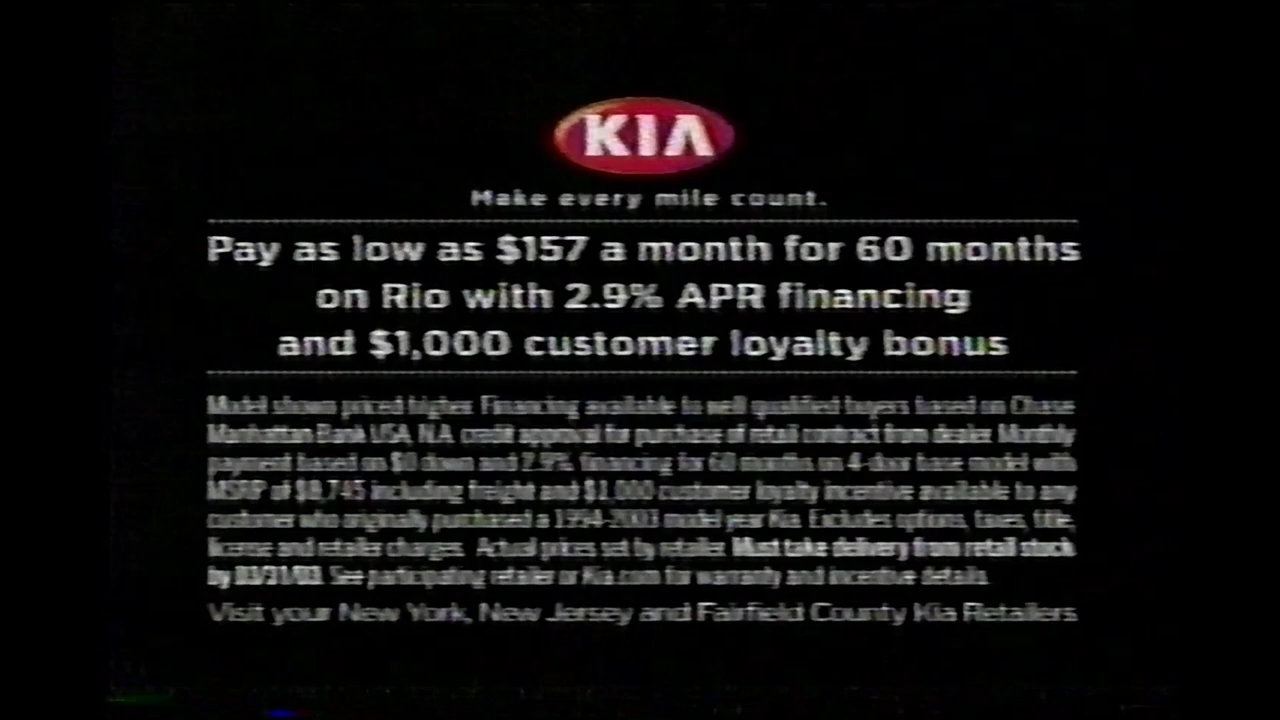 KIA
Make every mile count.
Pay as low as $157 a month for 60 months
on Rio with 2.9% APR financing
and $1,000 customer loyalty bonus
Model shown priced higher. Financing available to well qualified buyers based on Chase
Manhattan Bank USA, N.A. credit approval for purchase of retail contract from dealer. Monthly
payment based on $0 down and 2.9% financing for 60 months on 4-door base model with
MSRP of $9,745 including freight and $1,000 customer loyalty incentive available to any
customer who originally purchased a 1994-2003 model year Kia. Excludes options, taxes, title,
license and retailer charges. Actual prices set by retailer. Must take delivery from retail stock
by 03/31/03. See participating retailer or Kia.com for warranty and incentive details.
Visit your New York, New Jersey and Fairfield County Kia Retailers